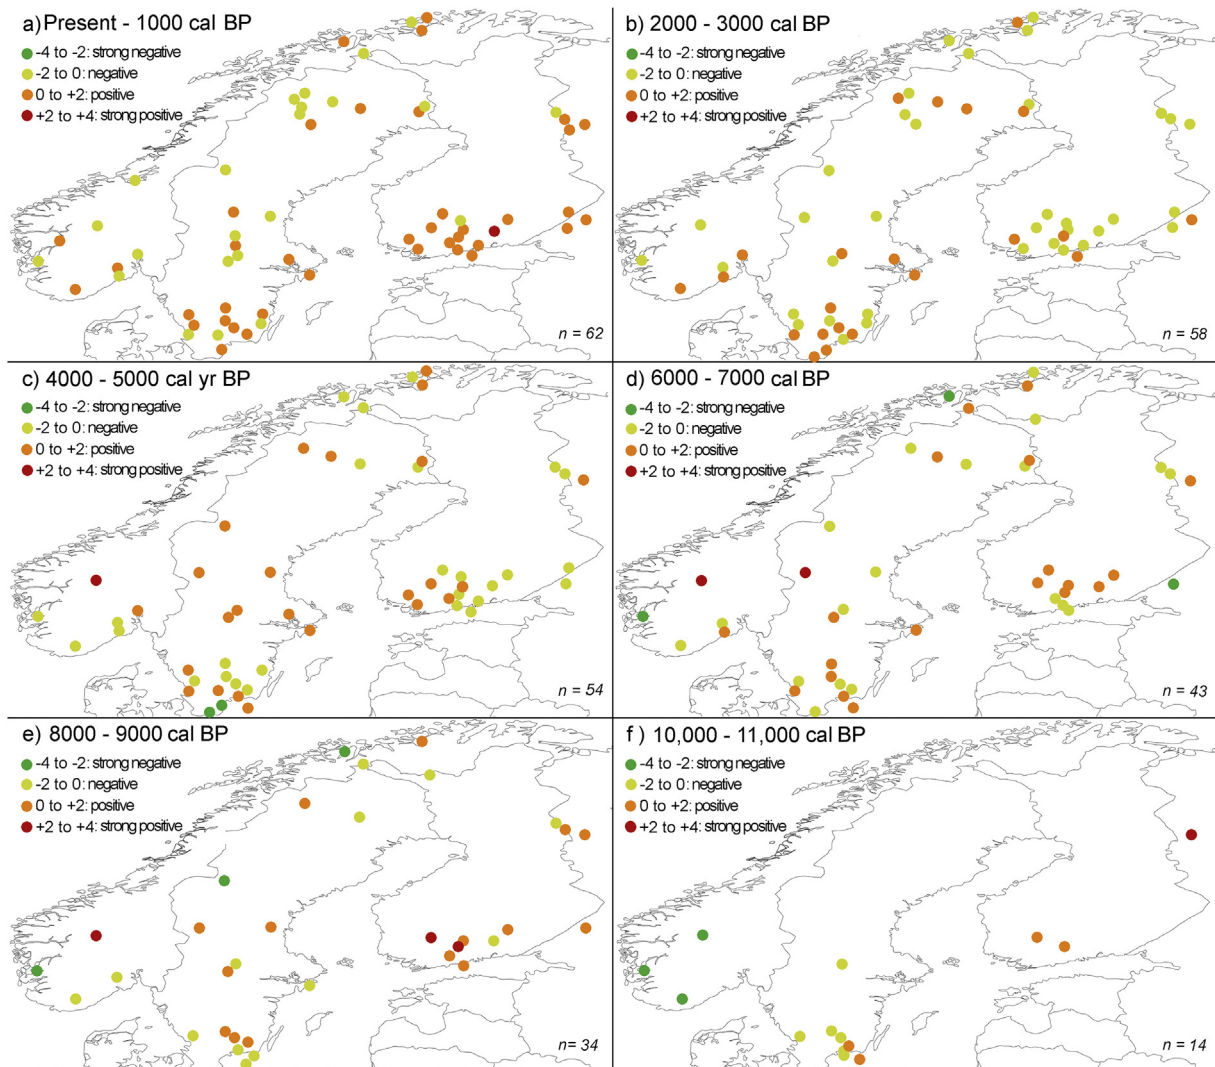 a) Present - 1000 cal BP
-4 to -2: strong negative
-2 to 0: negative
0 to +2: positive
+2 to +4: strong positive
n = 62
b) 2000 - 3000 cal BP
-4 to -2: strong negative
-2 to 0: negative
0 to +2: positive
+2 to +4: strong positive
n = 58
c) 4000 - 5000 cal yr BP
-4 to -2: strong negative
-2 to 0: negative
0 to +2: positive
+2 to +4: strong positive
n = 54
d) 6000 - 7000 cal BP
-4 to -2: strong negative
-2 to 0: negative
0 to +2: positive
+2 to +4: strong positive
n = 43
e) 8000 - 9000 cal BP
-4 to -2: strong negative
-2 to 0: negative
0 to +2: positive
+2 to +4: strong positive
n= 34
f ) 10,000 - 11,000 cal BP
-4 to -2: strong negative
-2 to 0: negative
0 to +2: positive
+2 to +4: strong positive
n = 14